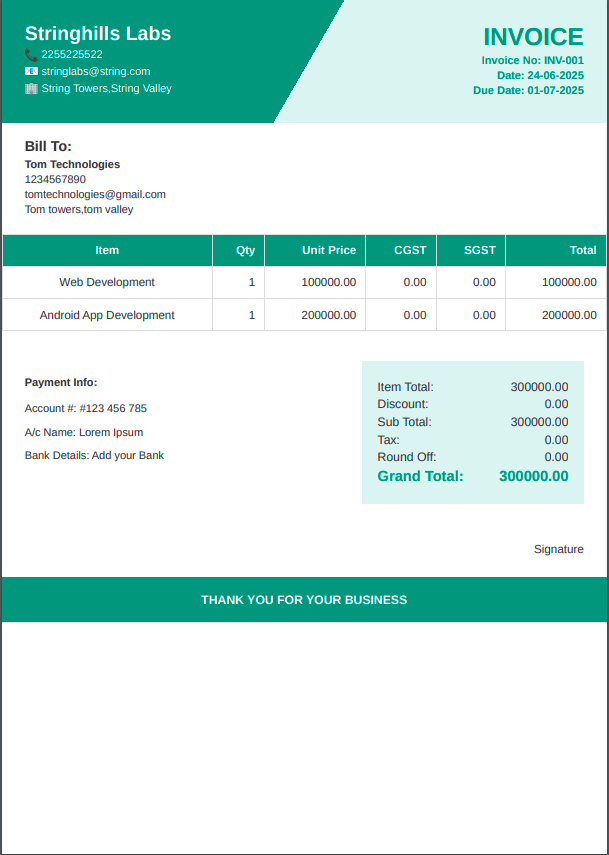 Stringhills Labs
2255225522
stringlabs@string.com
String Towers,String Valley
INVOICE
Invoice No: INV-001
Date: 24-06-2025
Due Date: 01-07-2025
Bill To:
Tom Technologies
1234567890
tomtechnologies@gmail.com
Tom towers,tom valley
Item Qty Unit Price CGST SGST Total
Web Development 1 100000.00 0.00 0.00 100000.00
Android App Development 1 200000.00 0.00 0.00 200000.00
Payment Info:
Account #: #123 456 785
A/c Name: Lorem Ipsum
Bank Details: Add your Bank
Item Total: 300000.00
Discount: 0.00
Sub Total: 300000.00
Tax: 0.00
Round Off: 0.00
Grand Total: 300000.00
Signature
THANK YOU FOR YOUR BUSINESS